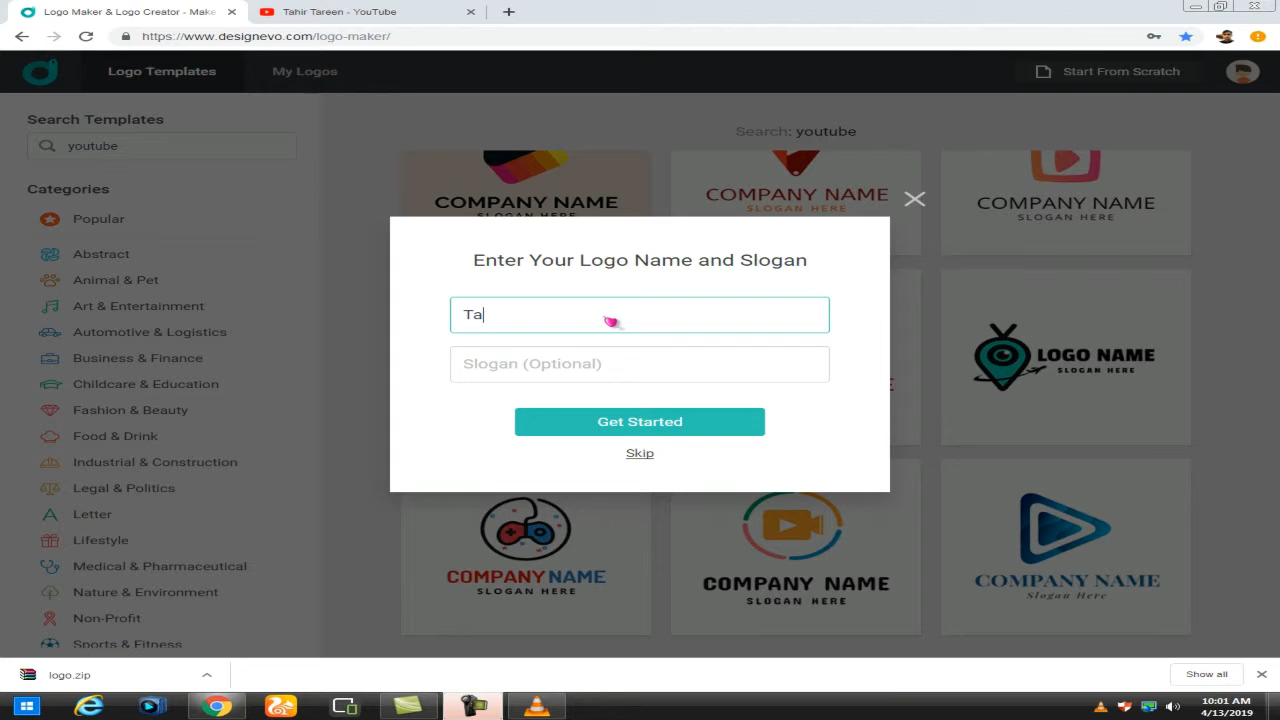 Logo Maker & Logo Creator - Make
Tahir Tareen - YouTube
https://www.designevo.com/logo-maker/
Logo Templates
My Logos
Start From Scratch
Search Templates
youtube
Categories
Popular
Abstract
Animal & Pet
Art & Entertainment
Automotive & Logistics
Business & Finance
Childcare & Education
Fashion & Beauty
Food & Drink
Industrial & Construction
Legal & Politics
Letter
Lifestyle
Medical & Pharmaceutical
Nature & Environment
Non-Profit
Sports & Fitness
Search: youtube
COMPANY NAME
SLOGAN HERE
COMPANY NAME
SLOGAN HERE
COMPANY NAME
SLOGAN HERE
Enter Your Logo Name and Slogan
Ta
Slogan (Optional)
Get Started
Skip
LOGO NAME
SLOGAN HERE
COMPANY NAME
SLOGAN HERE
COMPANY NAME
SLOGAN HERE
COMPANY NAME
Slogan Here
logo.zip
Show all
10:01 AM
4/13/2019